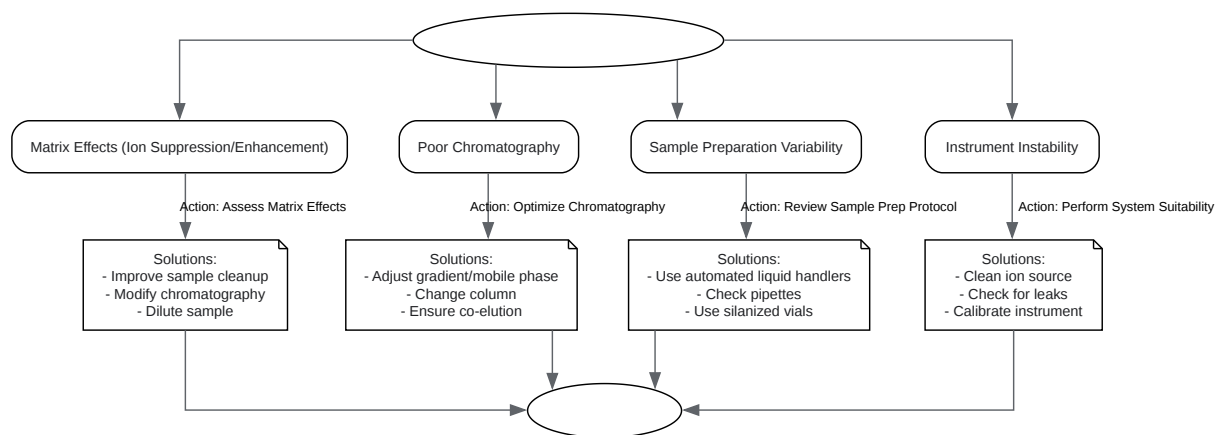 Matrix Effects (Ion Suppression/Enhancement)
Poor Chromatography
Sample Preparation Variability
Instrument Instability
Action: Assess Matrix Effects
Action: Optimize Chromatography
Action: Review Sample Prep Protocol
Action: Perform System Suitability
Solutions:
- Improve sample cleanup
- Modify chromatography
- Dilute sample
Solutions:
- Adjust gradient/mobile phase
- Change column
- Ensure co-elution
Solutions:
- Use automated liquid handlers
- Check pipettes
- Use silanized vials
Solutions:
- Clean ion source
- Check for leaks
- Calibrate instrument